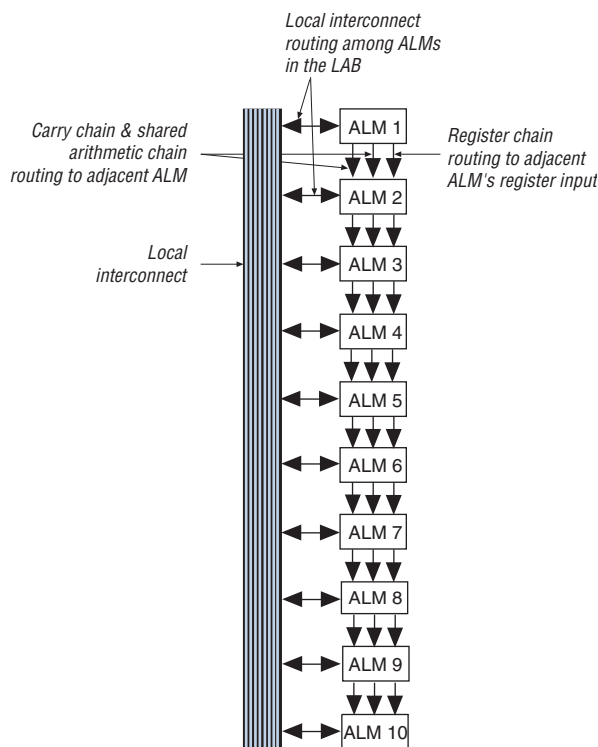 Local interconnect
routing among ALMs
in the LAB
Carry chain & shared
arithmetic chain
routing to adjacent ALM
Register chain
routing to adjacent
ALM's register input
Local
interconnect
ALM 1
ALM 2
ALM 3
ALM 4
ALM 5
ALM 6
ALM 7
ALM 8
ALM 9
ALM 10